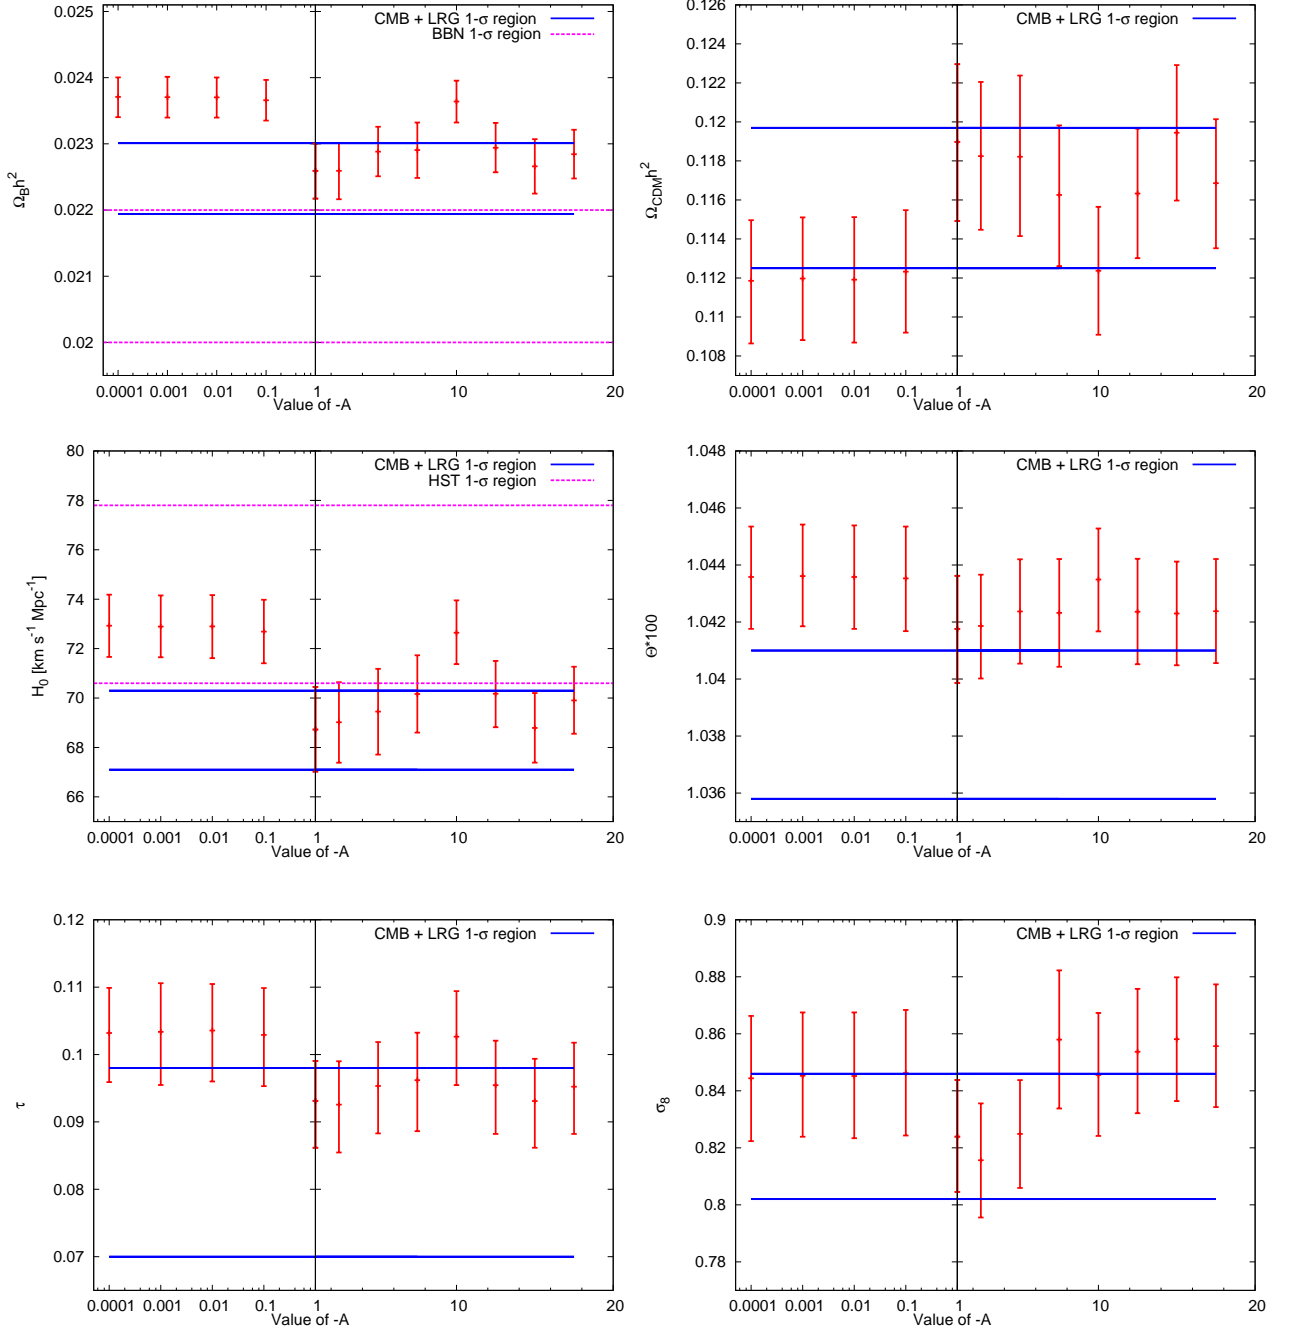 0.025
0.024
0.023
0.022
0.021
0.02
Ω_B h²
CMB + LRG 1-σ region
BBN 1-σ region
0.0001 0.001 0.01 0.1 1 10 20
Value of -A
0.126
0.124
0.122
0.12
0.118
0.116
0.114
0.112
0.11
0.108
Ω_CDM h²
CMB + LRG 1-σ region
0.0001 0.001 0.01 0.1 1 10 20
Value of -A
80
78
76
74
72
70
68
66
H₀ [km s⁻¹ Mpc⁻¹]
CMB + LRG 1-σ region
HST 1-σ region
0.0001 0.001 0.01 0.1 1 10 20
Value of -A
1.048
1.046
1.044
1.042
1.04
1.038
1.036
Θ*100
CMB + LRG 1-σ region
0.0001 0.001 0.01 0.1 1 10 20
Value of -A
0.12
0.11
0.1
0.09
0.08
0.07
τ
CMB + LRG 1-σ region
0.0001 0.001 0.01 0.1 1 10 20
Value of -A
0.9
0.88
0.86
0.84
0.82
0.8
0.78
σ₈
CMB + LRG 1-σ region
0.0001 0.001 0.01 0.1 1 10 20
Value of -A